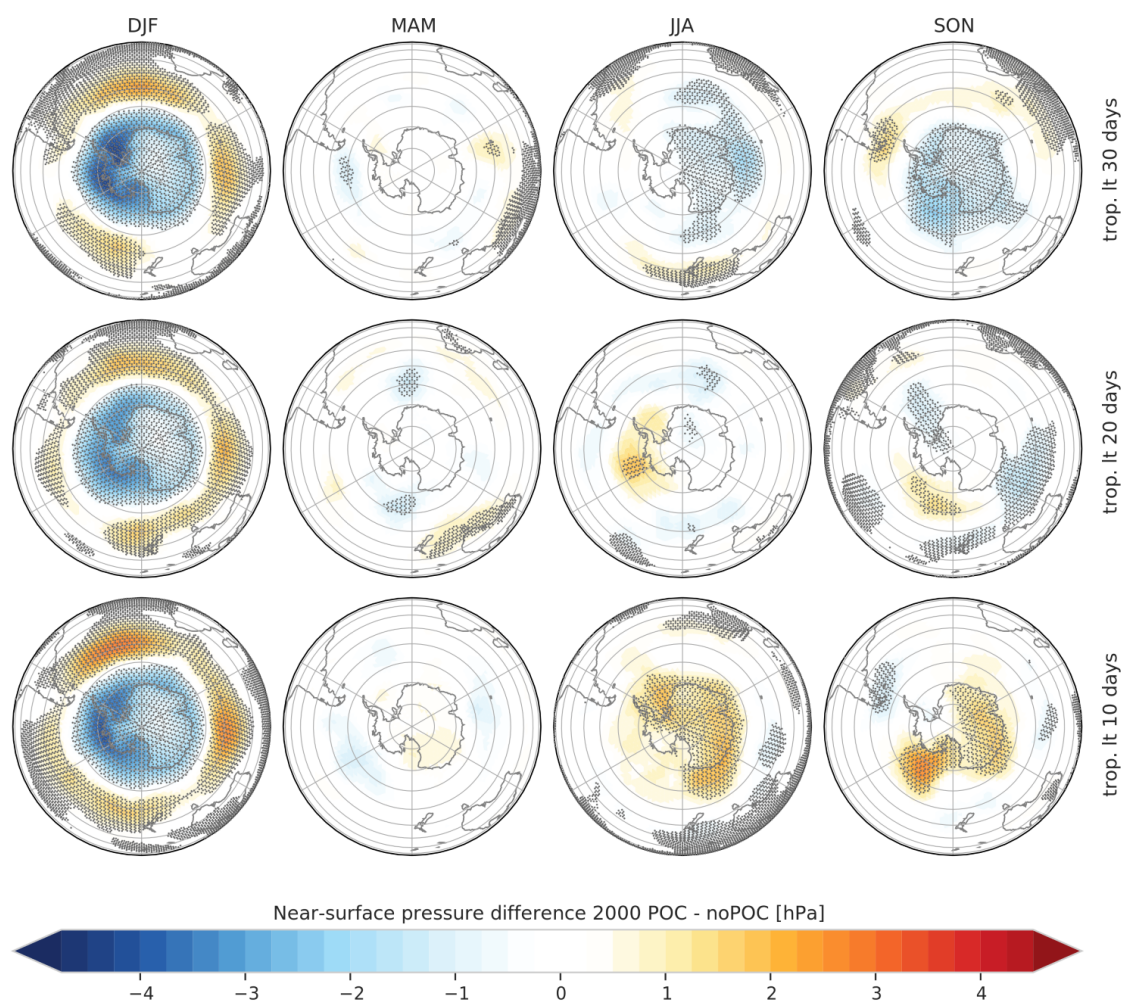 DJF MAM JJA SON
trop. lt 30 days
trop. lt 20 days
trop. lt 10 days
Near-surface pressure difference 2000 POC - noPOC [hPa]
−4 −3 −2 −1 0 1 2 3 4